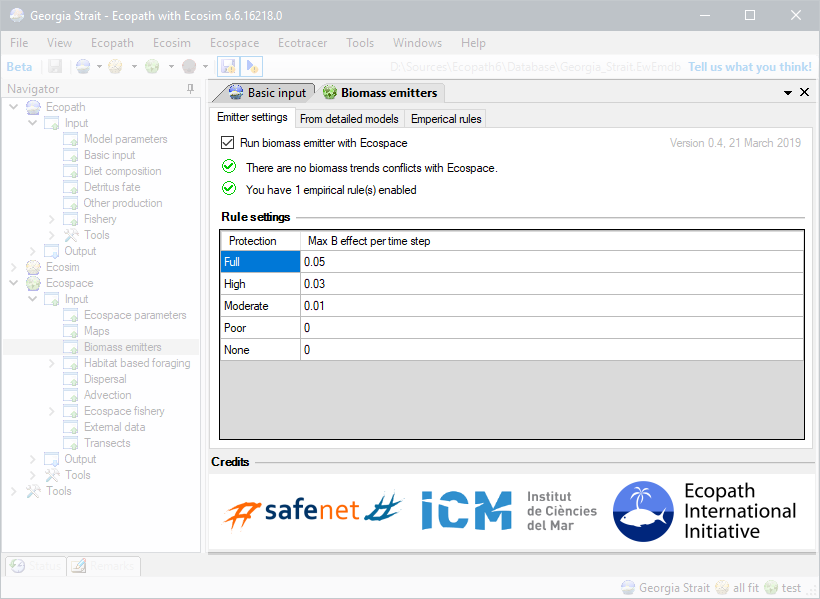 Georgia Strait - Ecopath with Ecosim 6.6.16218.0
File View Ecopath Ecosim Ecospace Ecotracer Tools Windows Help
Beta D:\Sources\Ecopath6\Database\Georgia_Strait.EwEmdb Tell us what you think!
Navigator
Ecopath
Input
Model parameters
Basic input
Diet composition
Detritus fate
Other production
Fishery
Tools
Output
Ecosim
Ecospace
Input
Ecospace parameters
Maps
Biomass emitters
Habitat based foraging
Dispersal
Advection
Ecospace fishery
External data
Transects
Output
Tools
Tools
Basic input Biomass emitters
Emitter settings From detailed models Emperical rules
Run biomass emitter with Ecospace Version 0.4, 21 March 2019
There are no biomass trends conflicts with Ecospace.
You have 1 empirical rule(s) enabled
Rule settings
Protection Max B effect per time step
Full 0.05
High 0.03
Moderate 0.01
Poor 0
None 0
Credits
safenet
iCM
Institut
de Ciències
del Mar
Ecopath
International
Initiative
Status Remarks
Georgia Strait all fit test